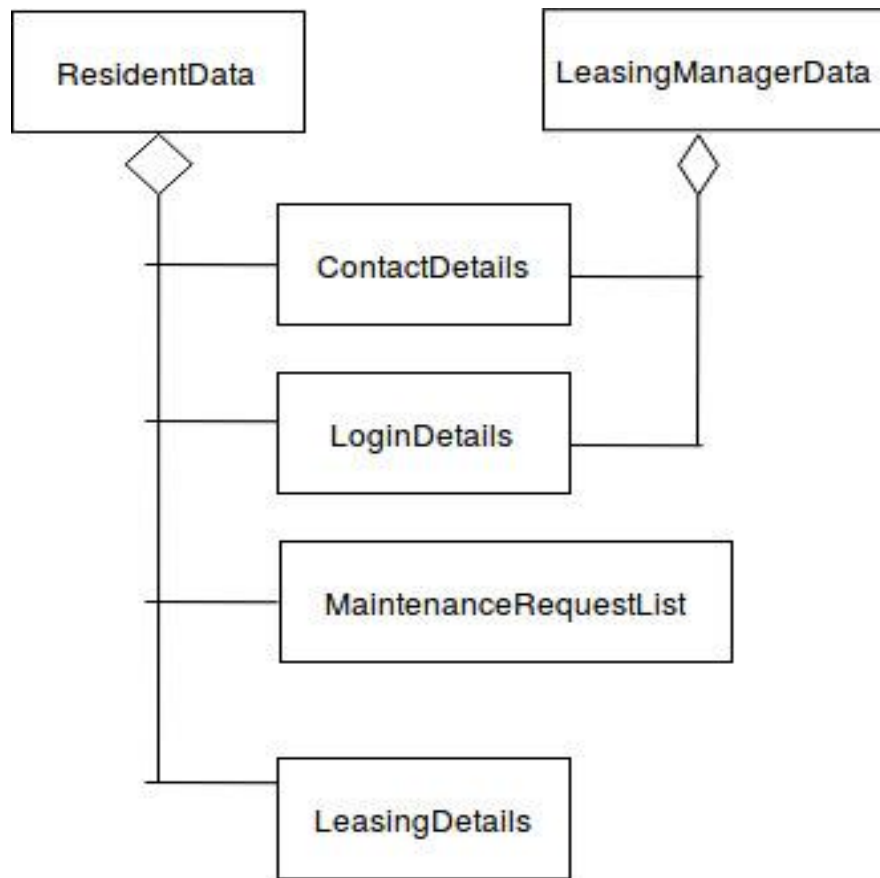 ResidentData
LeasingManagerData
ContactDetails
LoginDetails
MaintenanceRequestList
LeasingDetails